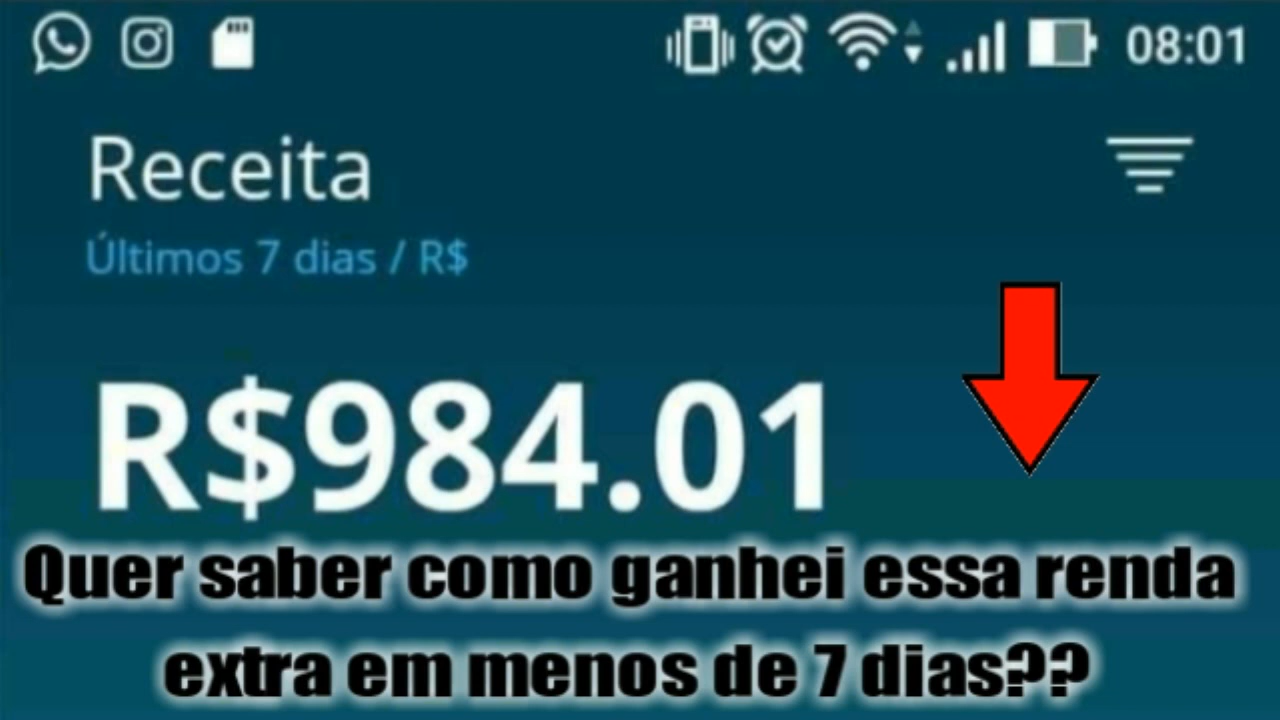 08:01
Receita
Últimos 7 dias / R$
R$984.01
Quer saber como ganhei essa renda
extra em menos de 7 dias??